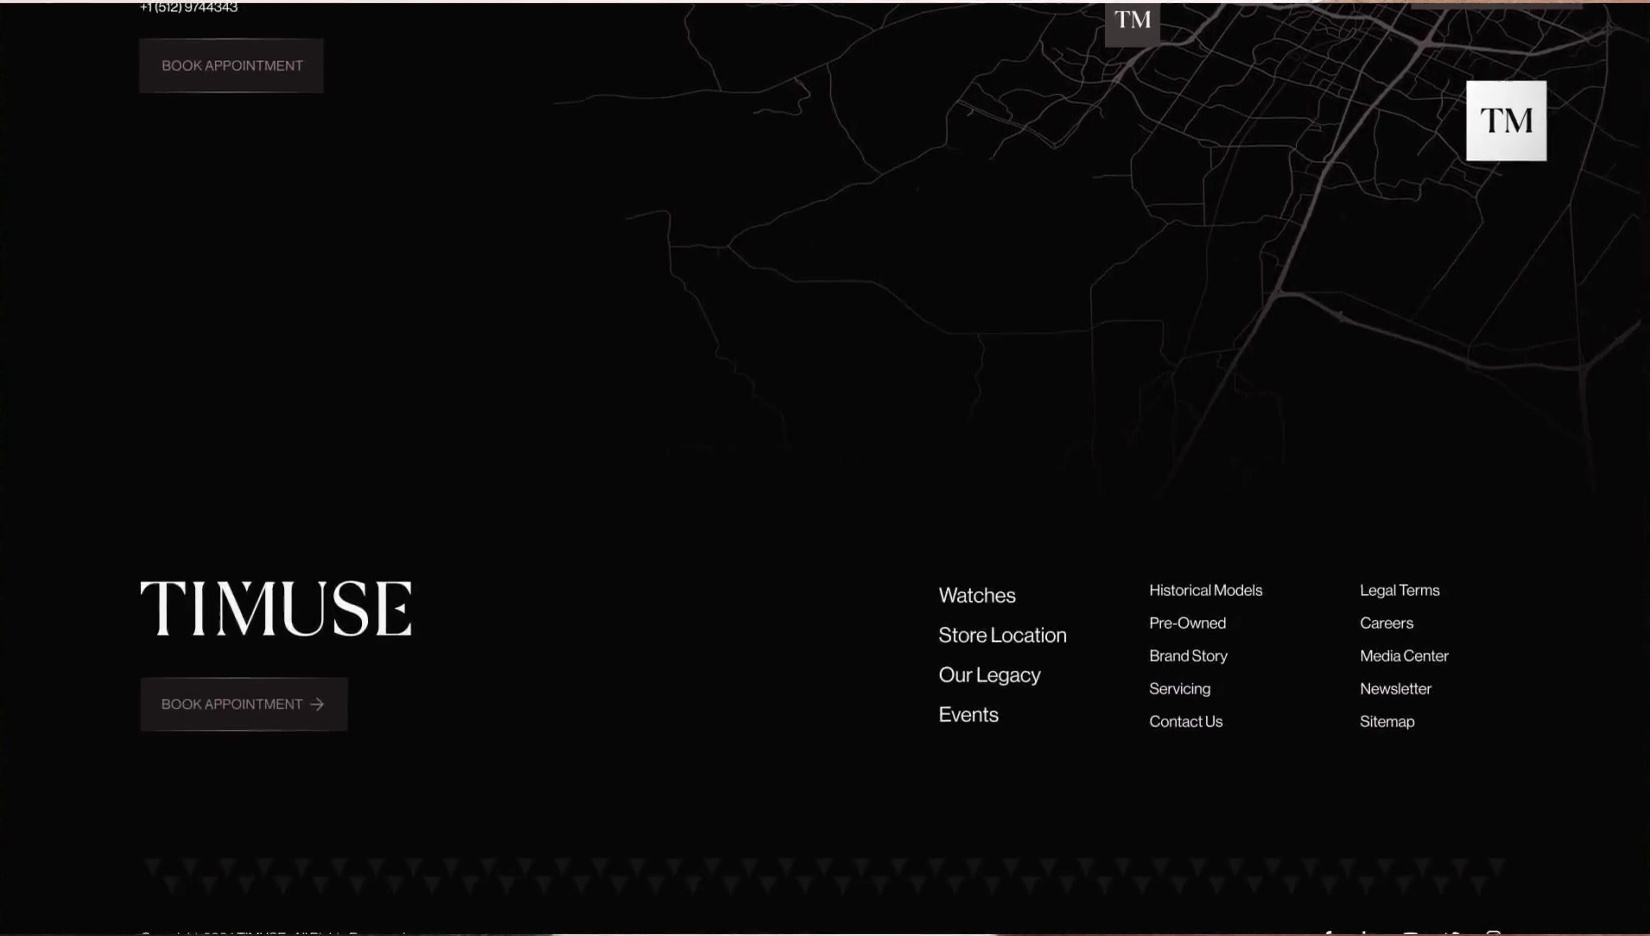 +1 (512) 9744343
TM
BOOK APPOINTMENT
TM
TIMUSE
BOOK APPOINTMENT →
Watches
Store Location
Our Legacy
Events
Historical Models
Pre-Owned
Brand Story
Servicing
Contact Us
Legal Terms
Careers
Media Center
Newsletter
Sitemap